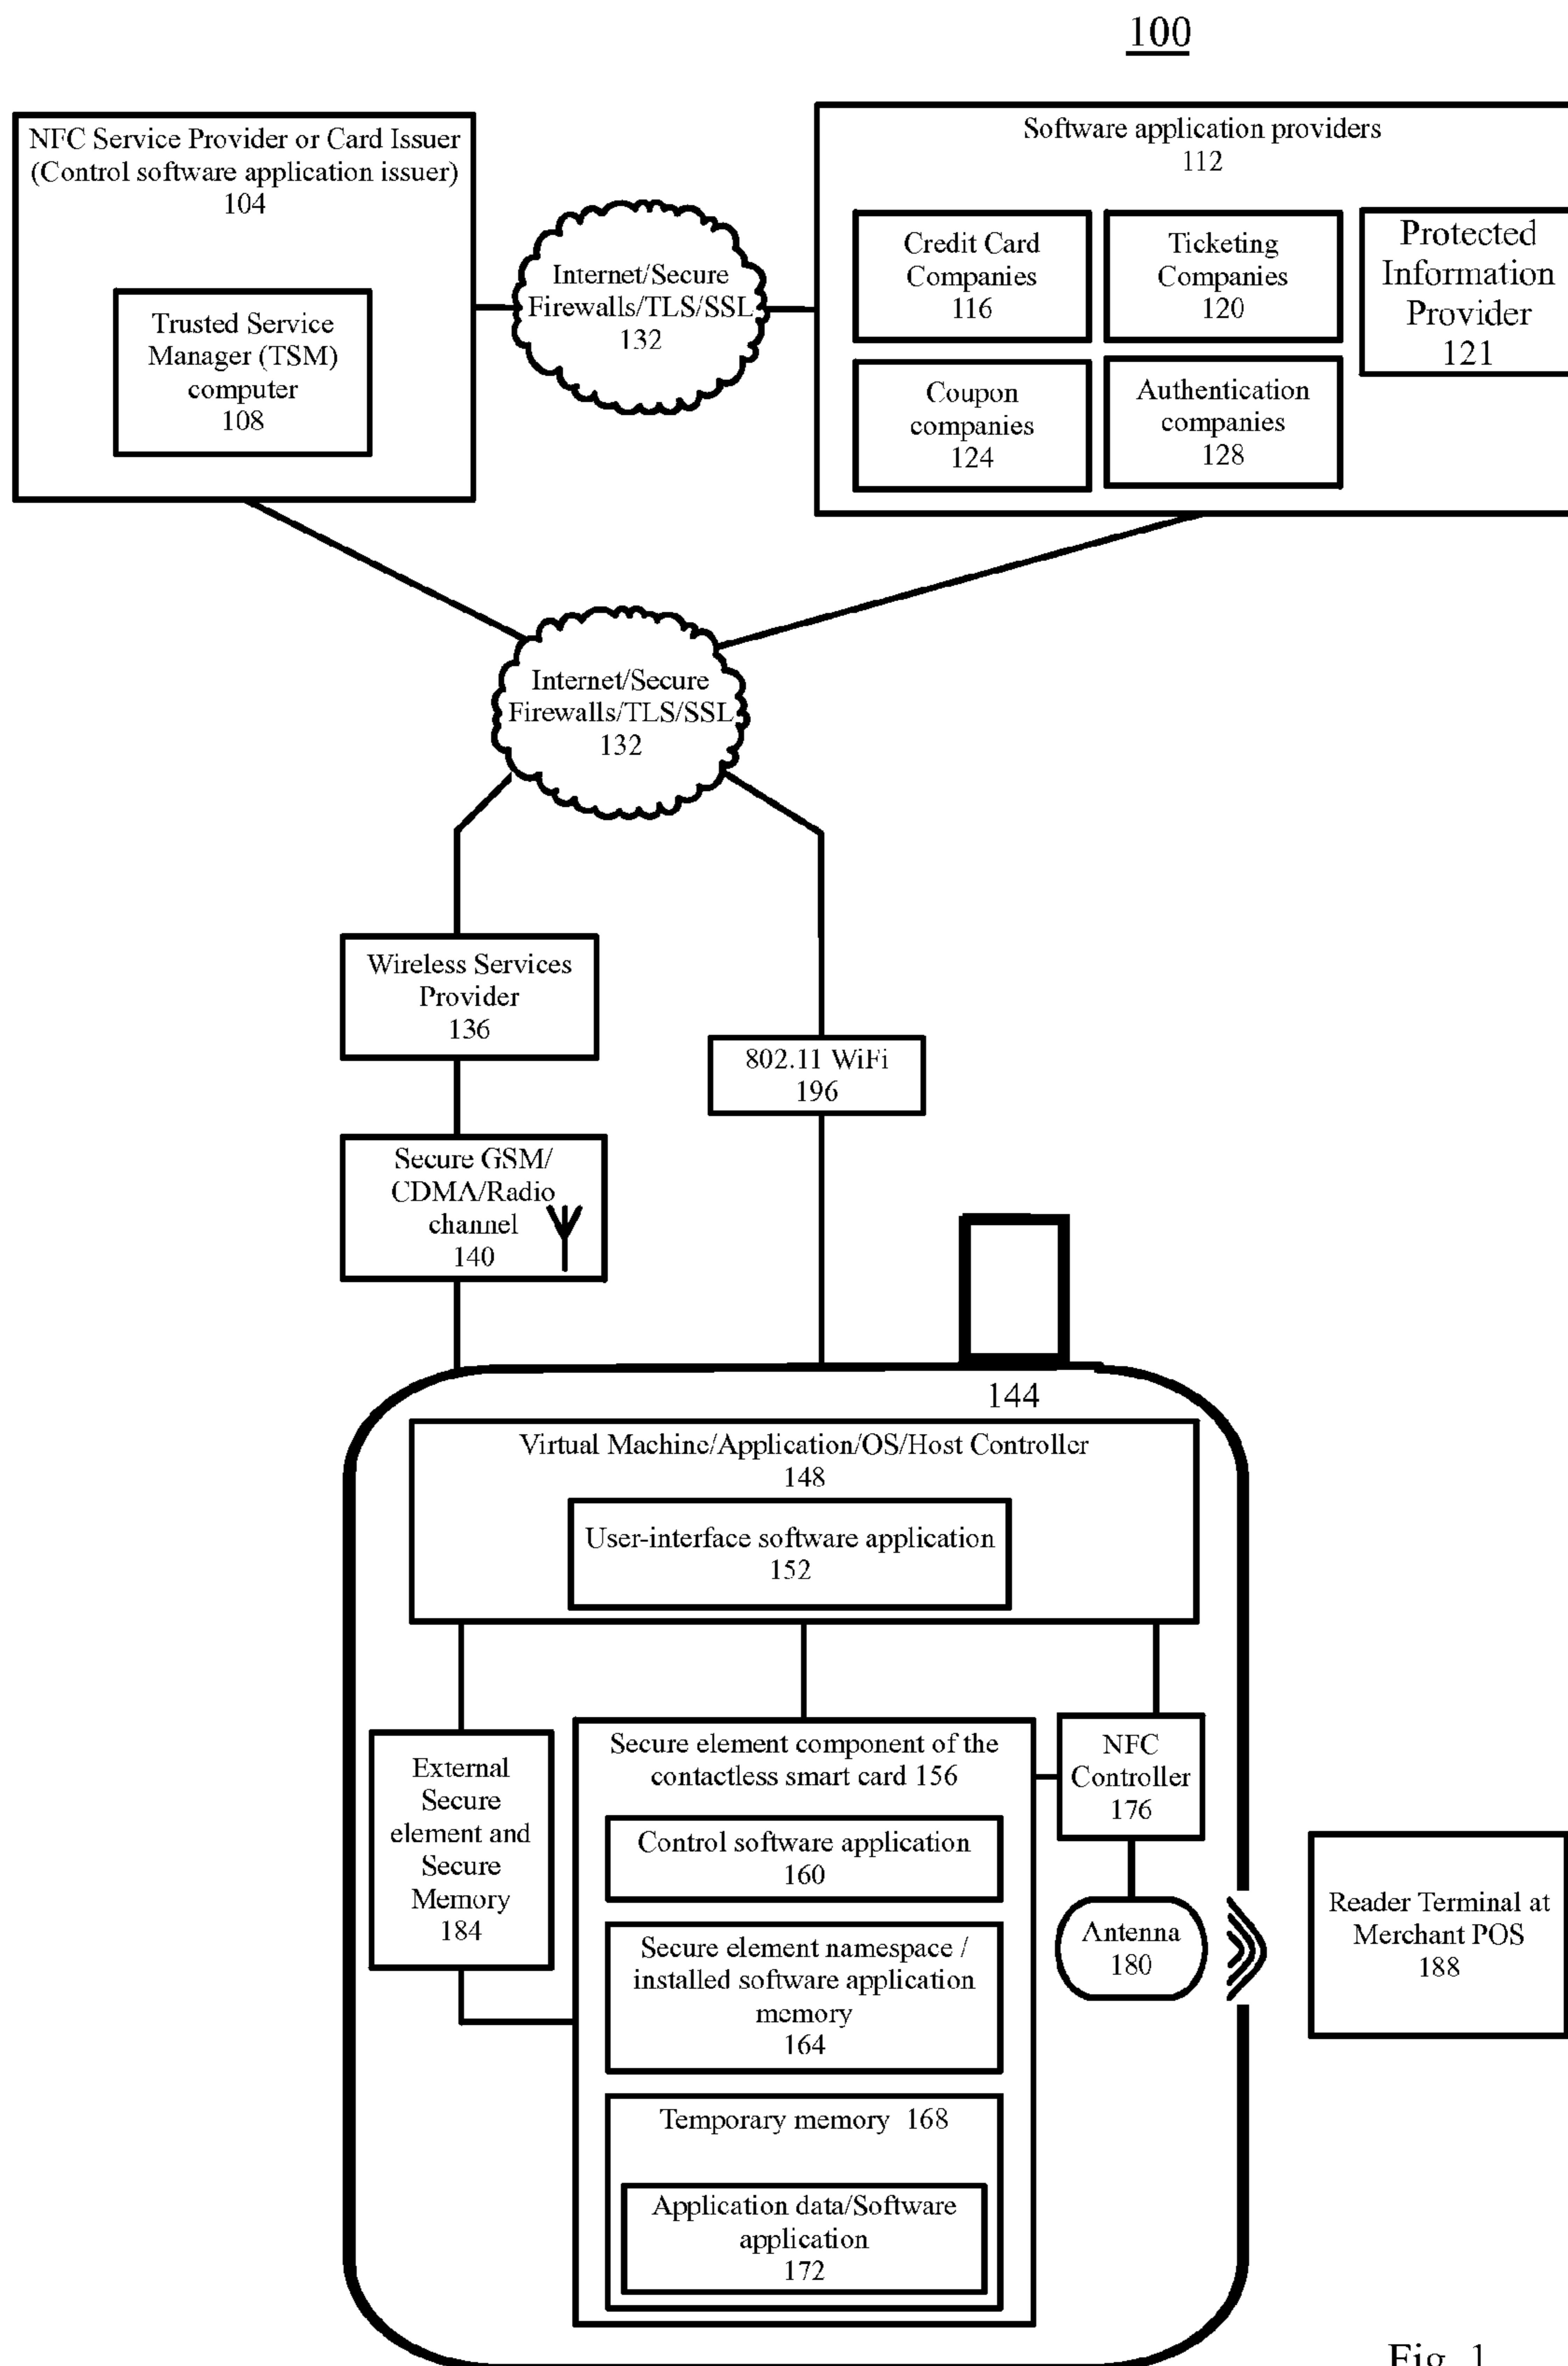 100
NFC Service Provider or Card Issuer
(Control software application issuer)
104
Trusted Service
Manager (TSM)
computer
108
Internet/Secure
Firewalls/TLS/SSL
132
Software application providers
112
Credit Card
Companies
116
Ticketing
Companies
120
Protected
Information
Provider
121
Coupon
companies
124
Authentication
companies
128
Internet/Secure
Firewalls/TLS/SSL
132
Wireless Services
Provider
136
802.11 WiFi
196
Secure GSM/
CDMA/Radio
channel
140
144
Virtual Machine/Application/OS/Host Controller
148
User-interface software application
152
External
Secure
element and
Secure
Memory
184
Secure element component of the
contactless smart card 156
Control software application
160
Secure element namespace /
installed software application
memory
164
Temporary memory 168
Application data/Software
application
172
NFC
Controller
176
Antenna
180
Reader Terminal at
Merchant POS
188
Fig. 1